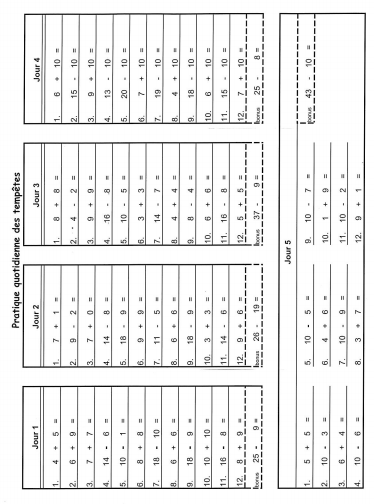 Pratique quotidienne des tempêtes
Jour 1
1. 4 + 5 =
2. 6 + 9 =
3. 7 + 7 =
4. 14 - 6 =
5. 10 - 1 =
6. 8 + 8 =
7. 18 - 10 =
8. 6 + 6 =
9. 18 - 9 =
10. 10 + 10 =
11. 16 - 8 =
12. 8 + 9 =
bonus 25 - 9 =
Jour 2
1. 7 + 1 =
2. 9 - 2 =
3. 7 + 0 =
4. 14 - 8 =
5. 18 - 9 =
6. 9 + 9 =
7. 11 - 5 =
8. 6 + 6 =
9. 18 - 9 =
10. 3 + 3 =
11. 14 - 6 =
12. 9 + 6 =
bonus 26 - 19 =
Jour 3
1. 8 + 8 =
2. - 4 - 2 =
3. 9 + 9 =
4. 16 - 8 =
5. 10 - 5 =
6. 3 + 3 =
7. 14 - 7 =
8. 4 + 4 =
9. 8 - 4 =
10. 6 + 6 =
11. 16 - 8 =
12. 5 + 5 =
bonus 37 - 9 =
Jour 4
1. 6 + 10 =
2. 15 - 10 =
3. 9 + 10 =
4. 13 - 10 =
5. 20 - 10 =
6. 7 + 10 =
7. 19 - 10 =
8. 4 + 10 =
9. 18 - 10 =
10. 6 + 10 =
11. 15 - 10 =
12. 7 + 10 =
bonus 25 - 8 =
Jour 5
1. 5 + 5 =
2. 10 - 3 =
3. 6 + 4 =
4. 10 - 6 =
5. 10 - 5 =
6. 4 + 6 =
7. 10 - 9 =
8. 3 + 7 =
9. 10 - 7 =
10. 1 + 9 =
11. 10 - 2 =
12. 9 + 1 =
bonus 43 - 10 =